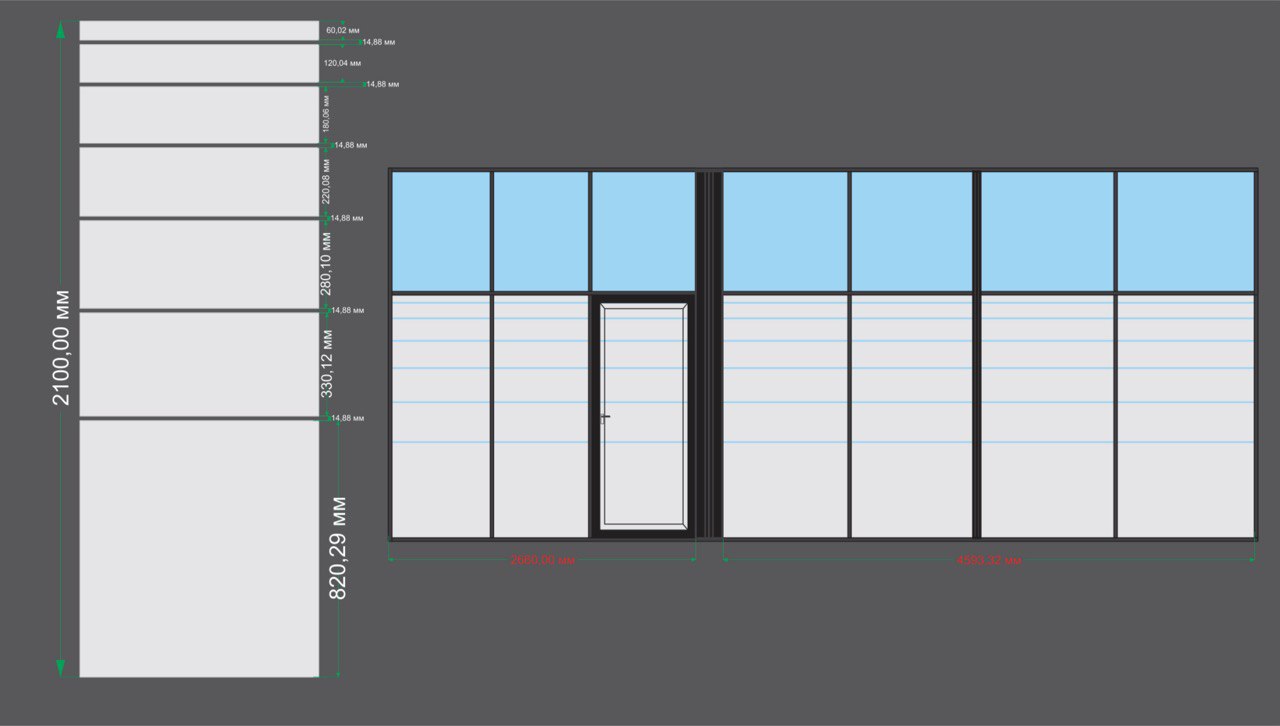 60,02 мм
14,88 мм
120,04 мм
14,88 мм
180,06 мм
14,88 мм
220,08 мм
14,88 мм
280,10 мм
14,88 мм
330,12 мм
14,88 мм
2100,00 мм
820,29 мм
2660,00 мм
4593,32 мм